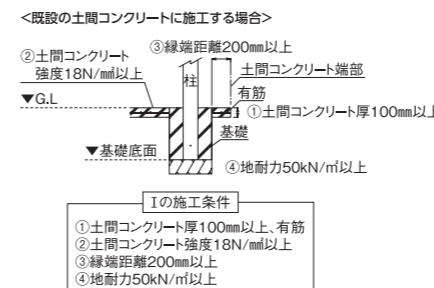 <既設の土間コンクリートに施工する場合>
③縁端距離200㎜以上
②土間コンクリート
強度18N/㎟以上
土間コンクリート端部
柱
有筋
▼G.L
①土間コンクリート厚100㎜以上
基礎
▼基礎底面
④地耐力50kN/㎡以上
Ⅰの施工条件
①土間コンクリート厚100㎜以上、有筋
②土間コンクリート強度18N/㎟以上
③縁端距離200㎜以上
④地耐力50kN/㎡以上